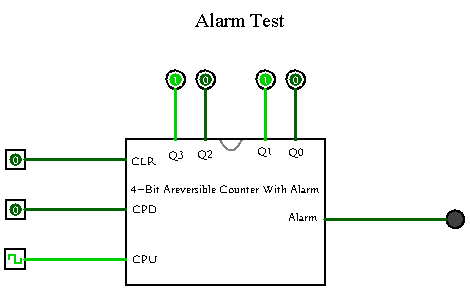 Alarm Test
1 0 1 0
Q3 Q2 Q1 Q0
0 CLR
4-Bit Areversible Counter With Alarm
0 CPD
Alarm
CPU